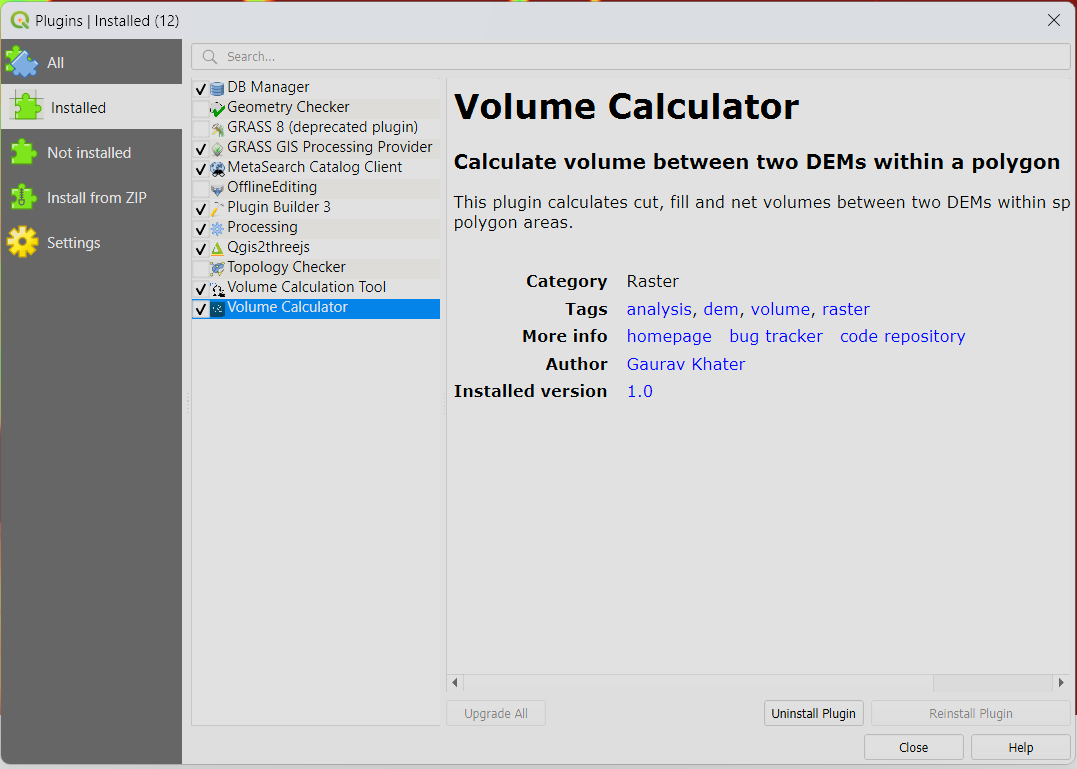 Plugins | Installed (12)
All
Installed
Not installed
Install from ZIP
Settings
Search...
DB Manager
Geometry Checker
GRASS 8 (deprecated plugin)
GRASS GIS Processing Provider
MetaSearch Catalog Client
OfflineEditing
Plugin Builder 3
Processing
Qgis2threejs
Topology Checker
Volume Calculation Tool
Volume Calculator
Volume Calculator
Calculate volume between two DEMs within a polygon
This plugin calculates cut, fill and net volumes between two DEMs within sp
polygon areas.
Category Raster
Tags analysis, dem, volume, raster
More info homepage bug tracker code repository
Author Gaurav Khater
Installed version 1.0
Upgrade All
Uninstall Plugin
Reinstall Plugin
Close
Help